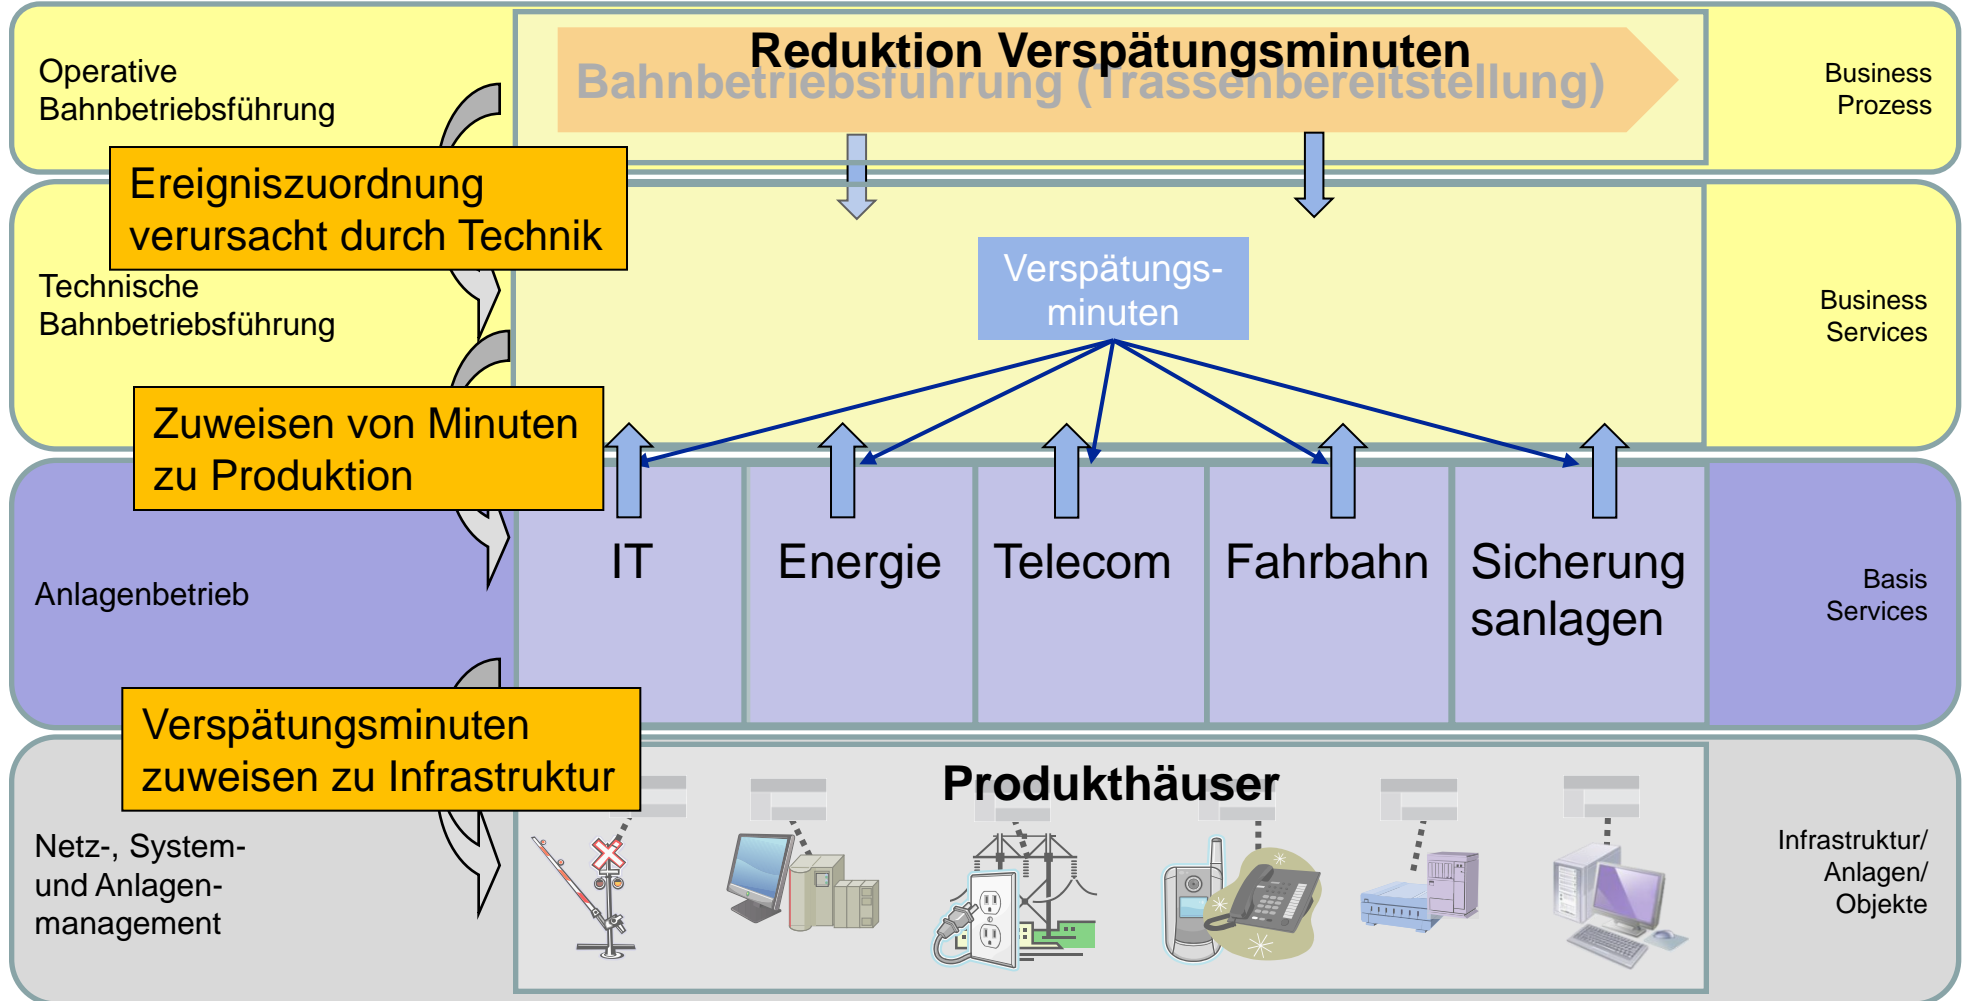 Reduktion Verspätungsminuten
Bahnbetriebsführung (Trassenbereitstellung)
Operative
Bahnbetriebsführung
Business
Prozess
Ereigniszuordnung
verursacht durch Technik
Technische
Bahnbetriebsführung
Verspätungs-
minuten
Business
Services
Zuweisen von Minuten
zu Produktion
Anlagenbetrieb
IT
Energie
Telecom
Fahrbahn
Sicherung
sanlagen
Basis
Services
Verspätungsminuten
zuweisen zu Infrastruktur
Produkthäuser
Netz-, System-
und Anlagen-
management
Infrastruktur/
Anlagen/
Objekte